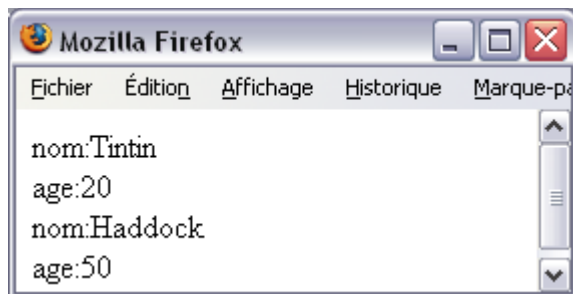 Mozilla Firefox
Fichier Édition Affichage Historique Marque-pa
nom:Tintin
age:20
nom:Haddock
age:50